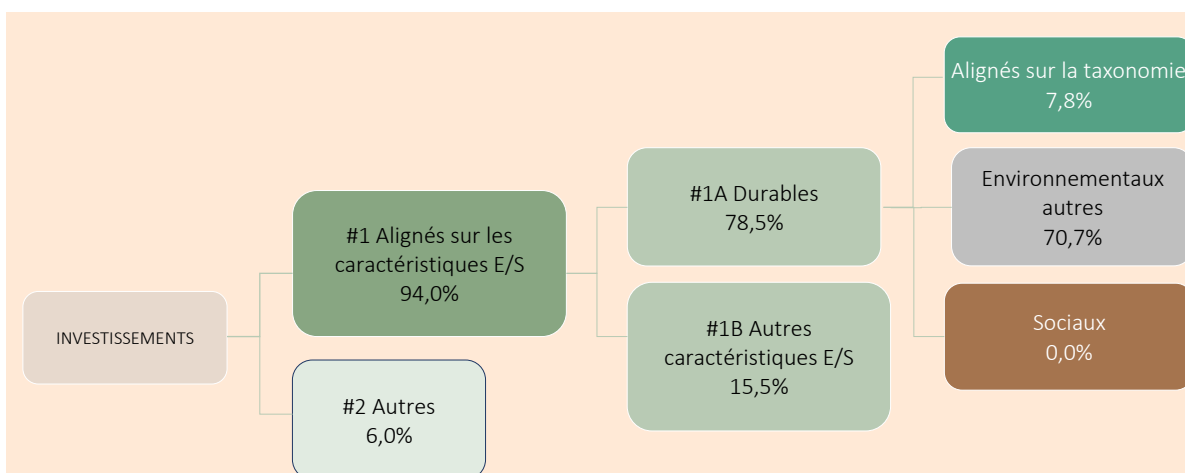 INVESTISSEMENTS
#1 Alignés sur les
caractéristiques E/S
94,0%
#2 Autres
6,0%
#1A Durables
78,5%
#1B Autres
caractéristiques E/S
15,5%
Alignés sur la taxonomie
7,8%
Environnementaux
autres
70,7%
Sociaux
0,0%